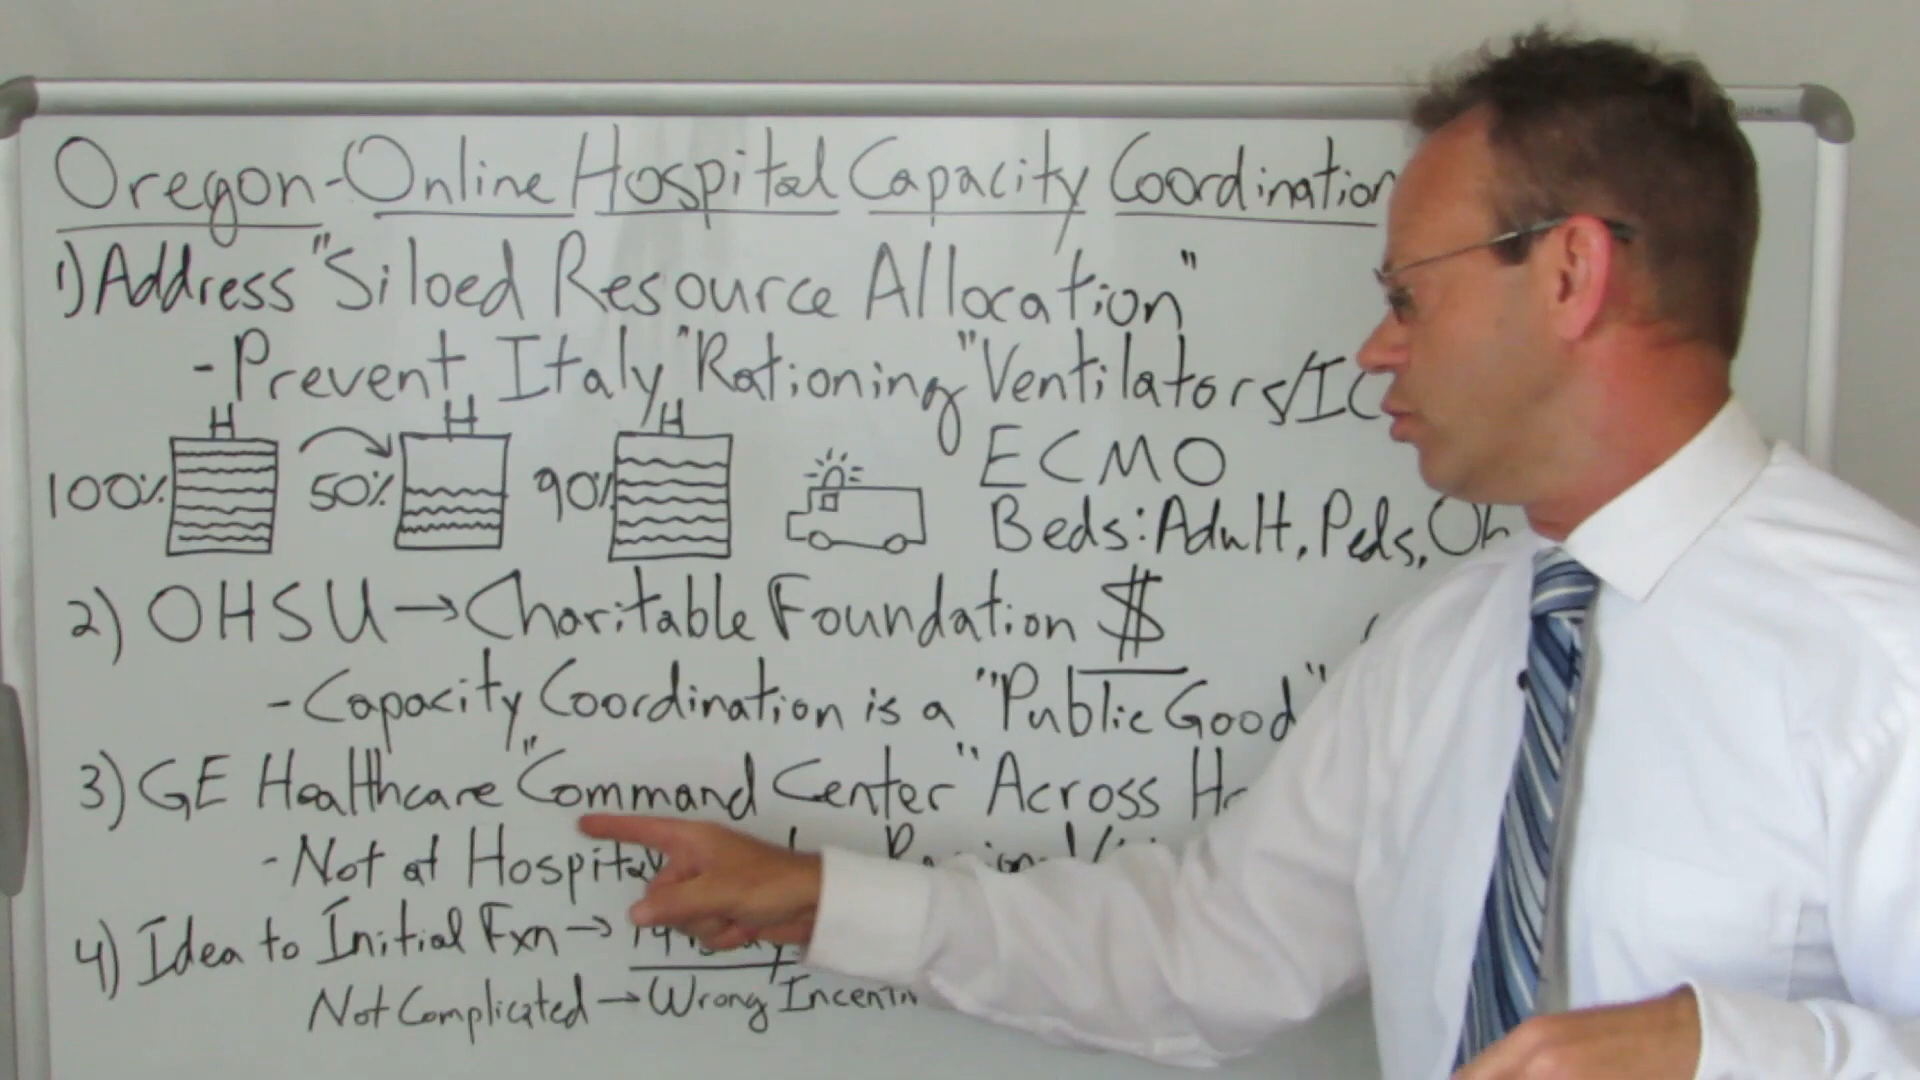 Oregon-Online Hospital Capacity Coordination
1) Address "Siloed Resource Allocation"
- Prevent Italy "Rationing" Ventilators/IC
H H H
100% 50% 90%
ECMO
Beds: Adult, Peds,
2) OHSU → Charitable Foundation $
- Capacity Coordination is a "Public Good"
3) GE Healthcare "Command Center" Across
- Not at Hospital
4) Idea to Initial Fxn →
Not Complicated → Wrong